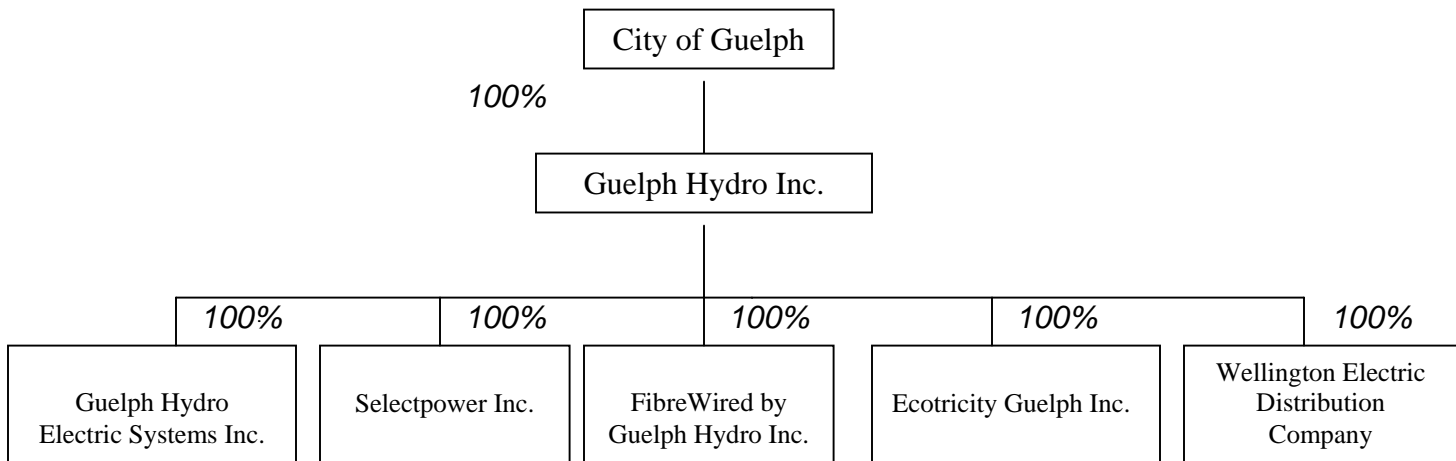 City of Guelph
100%
Guelph Hydro Inc.
100%
100%
100%
100%
100%
Guelph Hydro
Electric Systems Inc.
Selectpower Inc.
FibreWired by
Guelph Hydro Inc.
Ecotricity Guelph Inc.
Wellington Electric
Distribution
Company